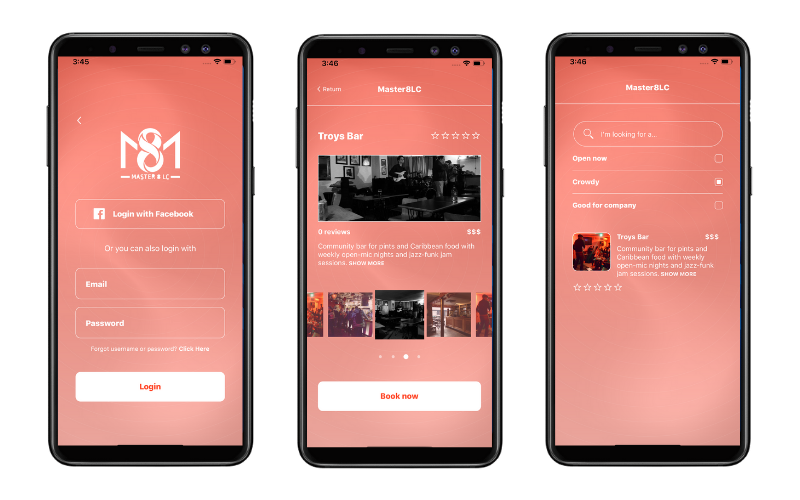 3:45
M8M
MASTER 8 LC
Login with Facebook
Or you can also login with
Email
Password
Forgot username or password? Click Here
Login
3:46
Return
Master8LC
Troys Bar
0 reviews
$$$
Community bar for pints and Caribbean food with
weekly open-mic nights and jazz-funk jam
sessions. SHOW MORE
Book now
3:46
Master8LC
I'm looking for a...
Open now
Crowdy
Good for company
Troys Bar
$$$
Community bar for pints and
Caribbean food with weekly
open-mic nights and jazz-funk
jam sessions. SHOW MORE